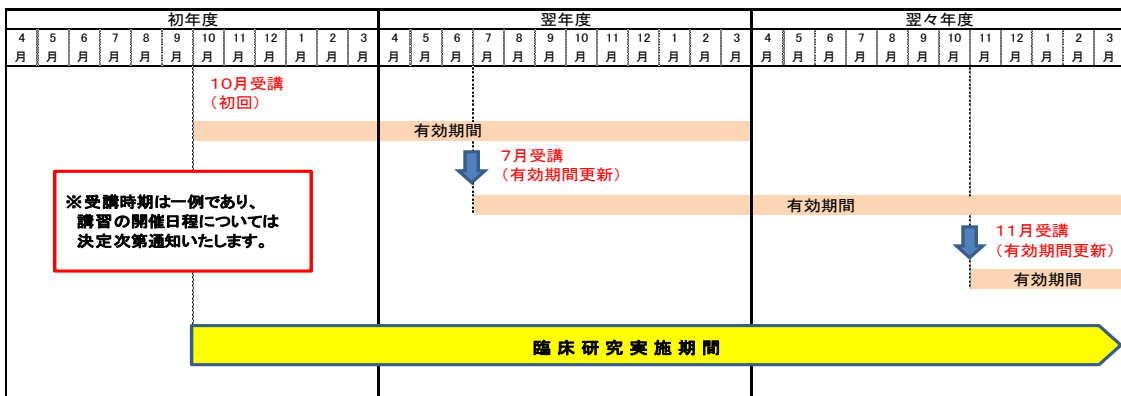 初年度 翌年度 翌々年度
4月 5月 6月 7月 8月 9月 10月 11月 12月 1月 2月 3月 4月 5月 6月 7月 8月 9月 10月 11月 12月 1月 2月 3月 4月 5月 6月 7月 8月 9月 10月 11月 12月 1月 2月 3月
10月受講
(初回)
有効期間
7月受講
(有効期間更新)
※受講時期は一例であり、
講習の開催日程については
決定次第通知いたします。
有効期間
11月受講
(有効期間更新)
有効期間
臨床研究実施期間